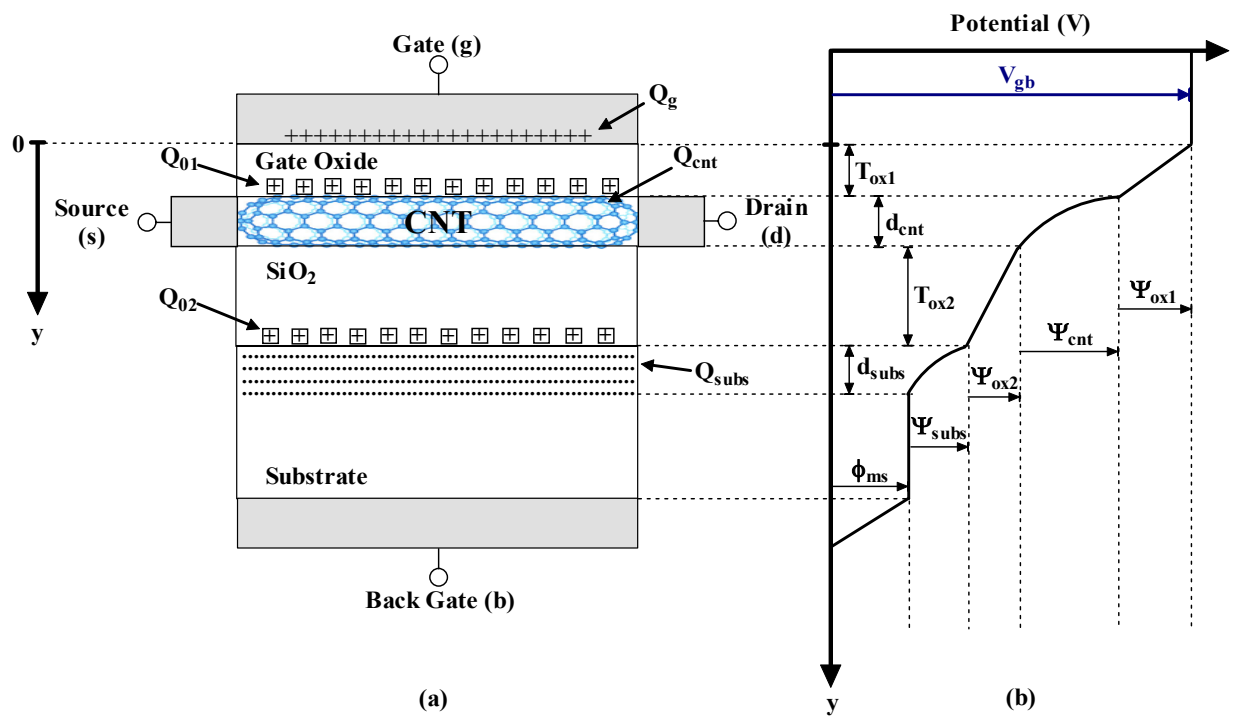 Potential (V)
Gate (g)
V_gb
Q_g
0
Gate Oxide
Q_01
Q_cnt
T_ox1
Source
(s)
CNT
Drain
(d)
d_cnt
SiO_2
T_ox2
Ψ_ox1
Q_02
y
Ψ_cnt
Q_subs
d_subs
Ψ_ox2
Ψ_subs
Substrate
ϕ_ms
Back Gate (b)
(a)
y
(b)